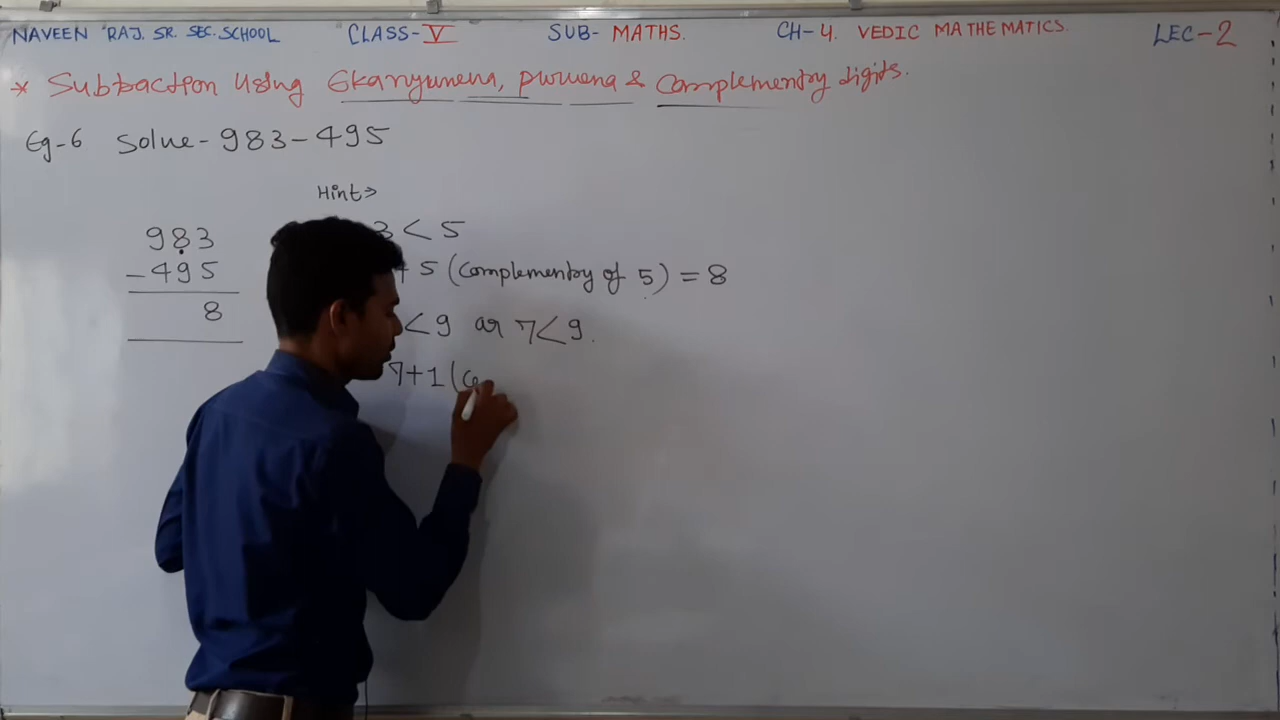 NAVEEN "RAJ. SR. SEC. SCHOOL CLASS-V SUB- MATHS. CH-4. VEDIC MATHEMATICS. LEC-2
* Subtraction Using Ekanyunena, Purvena & Complementry digits.
Eg-6 Solve- 983-495
Hint⇒
983 3 < 5
- 495 + 5 (Complementry of 5) = 8
8 < 9 or 7 < 9.
7+1 (Co